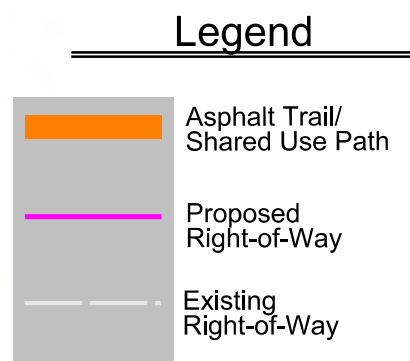 Legend
Asphalt Trail/
Shared Use Path
Proposed
Right-of-Way
Existing
Right-of-Way